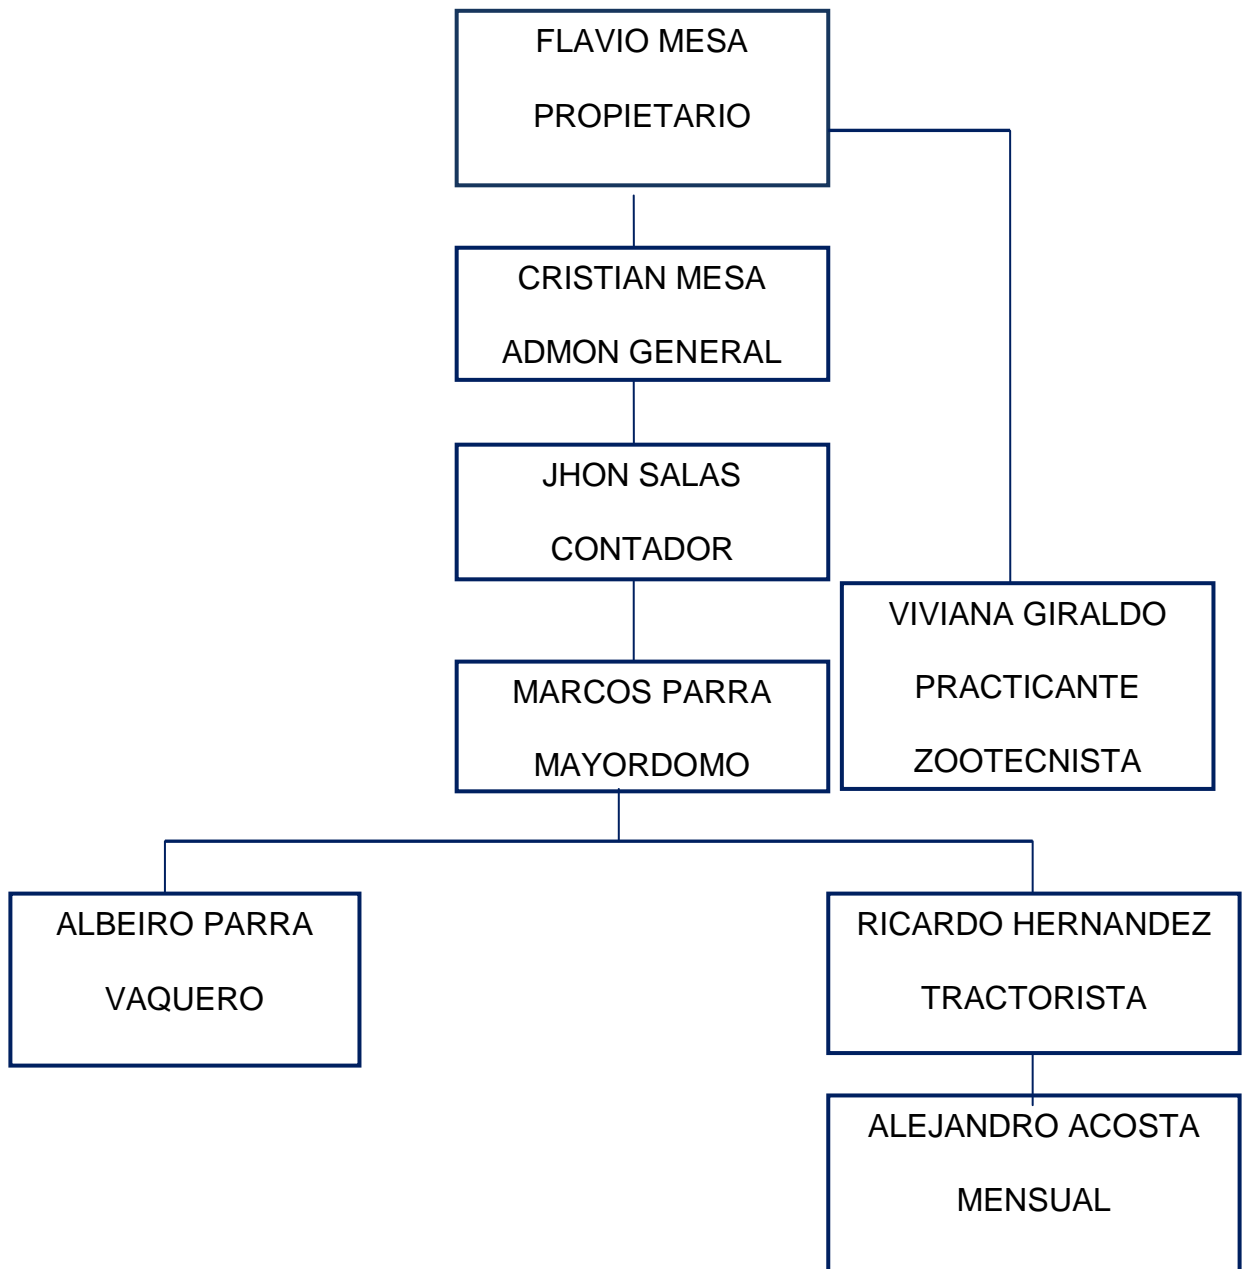 FLAVIO MESA
PROPIETARIO
CRISTIAN MESA
ADMON GENERAL
JHON SALAS
CONTADOR
VIVIANA GIRALDO
PRACTICANTE
ZOOTECNISTA
MARCOS PARRA
MAYORDOMO
ALBEIRO PARRA
VAQUERO
RICARDO HERNANDEZ
TRACTORISTA
ALEJANDRO ACOSTA
MENSUAL